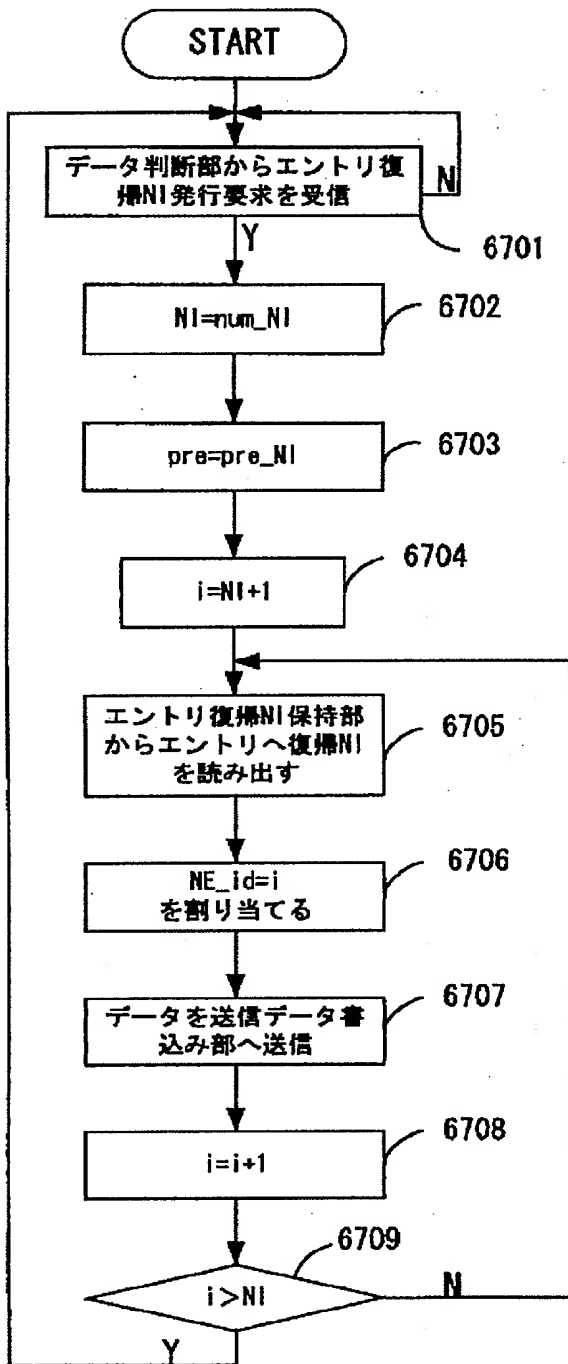 START
データ判断部からエントリ復
帰NI発行要求を受信
N
6701
Y
NI=num_NI
6702
pre=pre_NI
6703
i=NI+1
6704
エントリ復帰NI保持部
からエントリへ復帰NI
を読み出す
6705
NE_id=i
を割り当てる
6706
データを送信データ書
込み部へ送信
6707
i=i+1
6708
6709
i>NI
N
Y